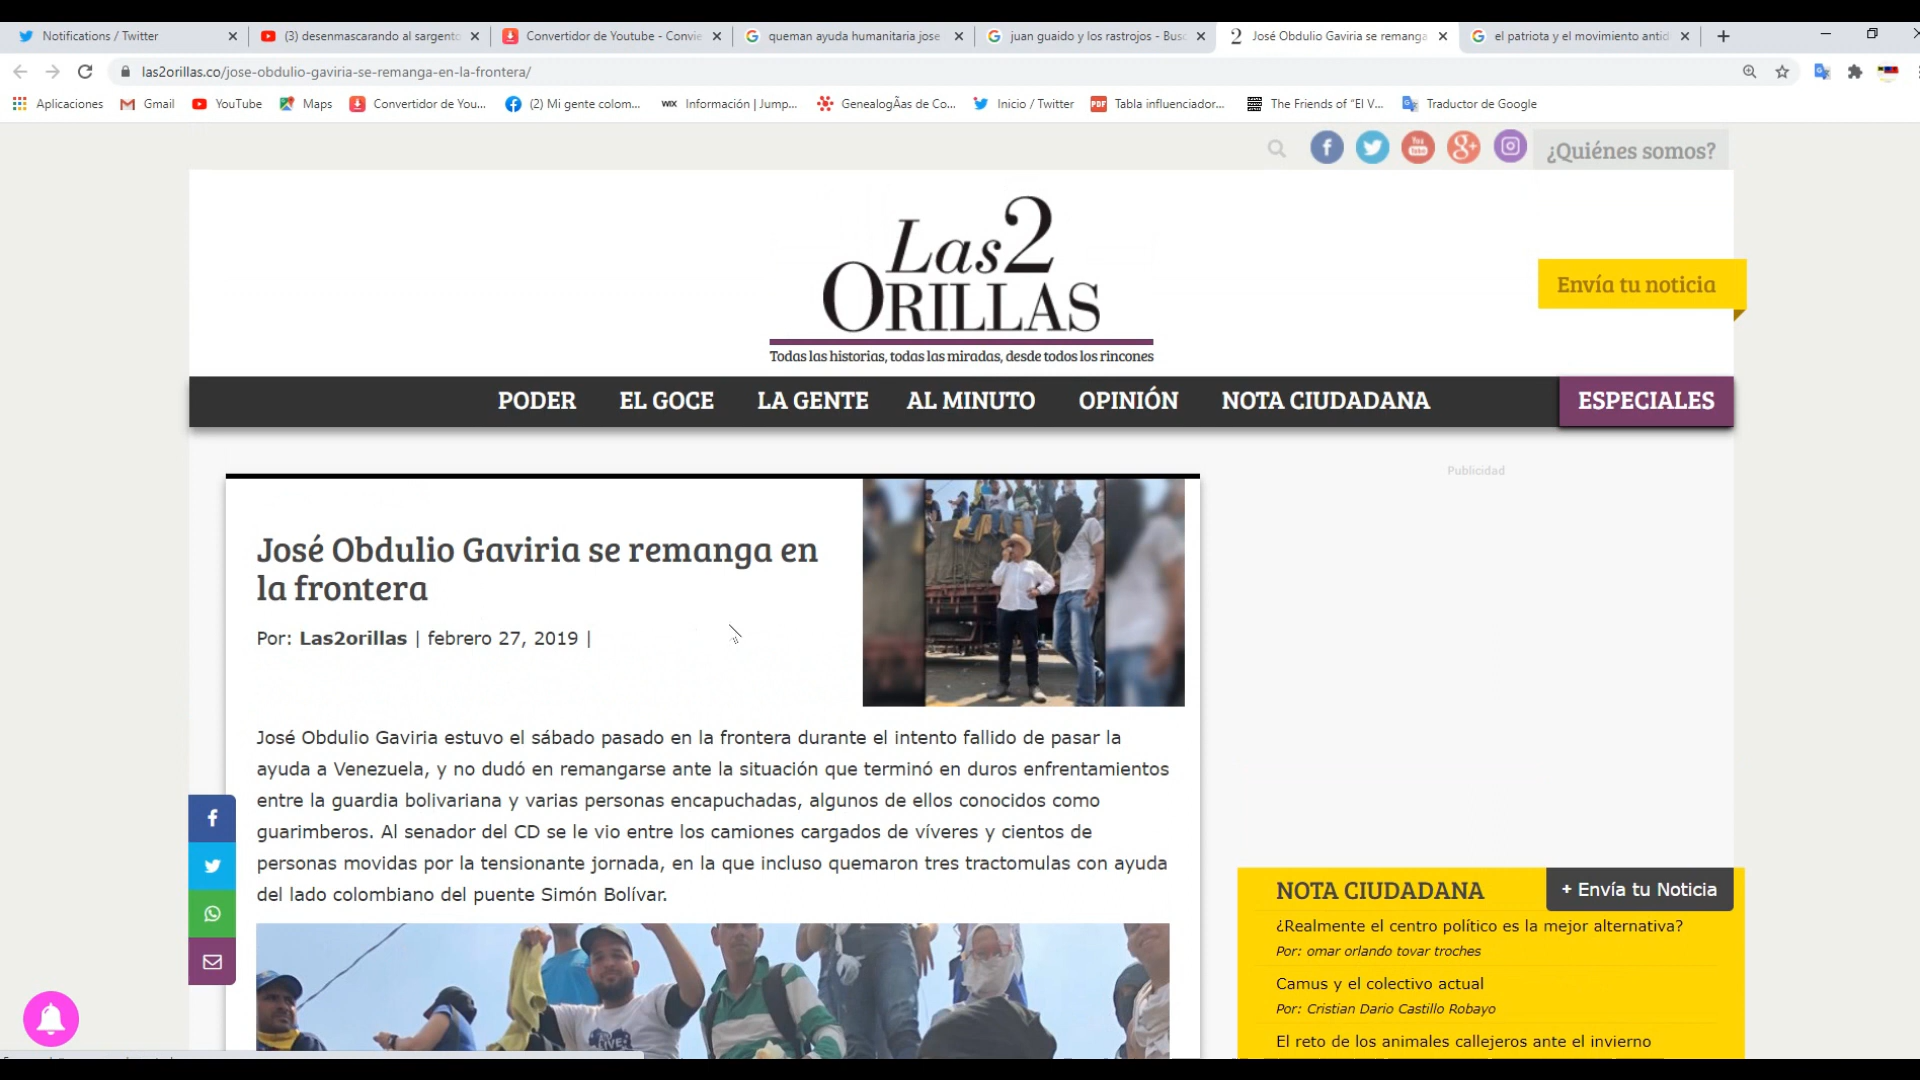 Notifications / Twitter
(3) desenmascarando al sargento
Convertidor de Youtube - Convie
queman ayuda humanitaria jose
juan guaido y los rastrojos - Busc
José Obdulio Gaviria se remanga
el patriota y el movimiento antid
las2orillas.co/jose-obdulio-gaviria-se-remanga-en-la-frontera/
Aplicaciones
Gmail
YouTube
Maps
Convertidor de You...
(2) Mi gente colom...
WIX Información | Jump...
GenealogÃas de Co...
Inicio / Twitter
PDF Tabla influenciador...
The Friends of “El V...
Traductor de Google
¿Quiénes somos?
Las2
ORILLAS
Todas las historias, todas las miradas, desde todos los rincones
Envía tu noticia
PODER EL GOCE LA GENTE AL MINUTO OPINIÓN NOTA CIUDADANA ESPECIALES
Publicidad
José Obdulio Gaviria se remanga en
la frontera
Por: Las2orillas | febrero 27, 2019 |
José Obdulio Gaviria estuvo el sábado pasado en la frontera durante el intento fallido de pasar la
ayuda a Venezuela, y no dudó en remangarse ante la situación que terminó en duros enfrentamientos
entre la guardia bolivariana y varias personas encapuchadas, algunos de ellos conocidos como
guarimberos. Al senador del CD se le vio entre los camiones cargados de víveres y cientos de
personas movidas por la tensionante jornada, en la que incluso quemaron tres tractomulas con ayuda
del lado colombiano del puente Simón Bolívar.
NOTA CIUDADANA
+ Envía tu Noticia
¿Realmente el centro político es la mejor alternativa?
Por: omar orlando tovar troches
Camus y el colectivo actual
Por: Cristian Dario Castillo Robayo
El reto de los animales callejeros ante el invierno